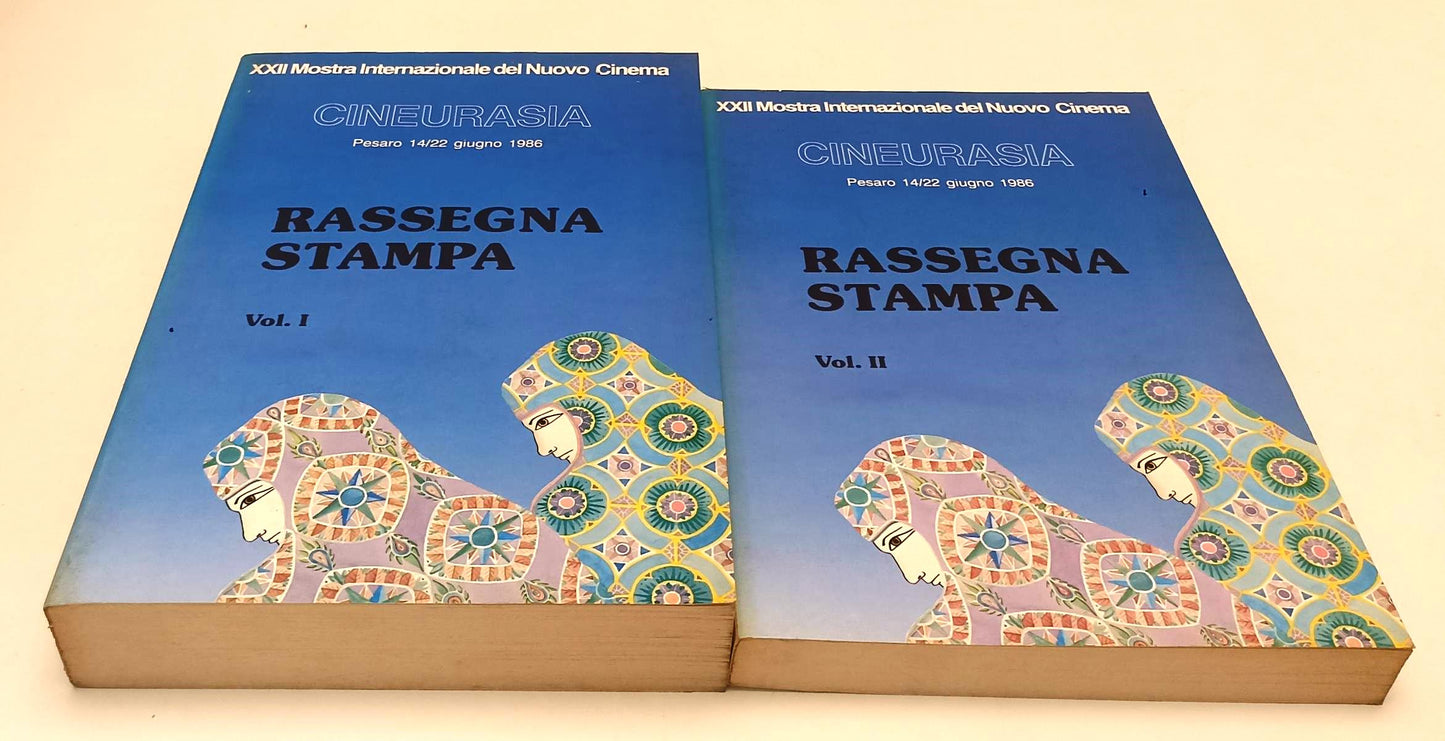 XXII Mostra Internazionale del Nuovo Cinema
CINEURASIA
Pesaro 14/22 giugno 1986
RASSEGNA
STAMPA
Vol. I
XXII Mostra Internazionale del Nuovo Cinema
CINEURASIA
Pesaro 14/22 giugno 1986
RASSEGNA
STAMPA
Vol. II